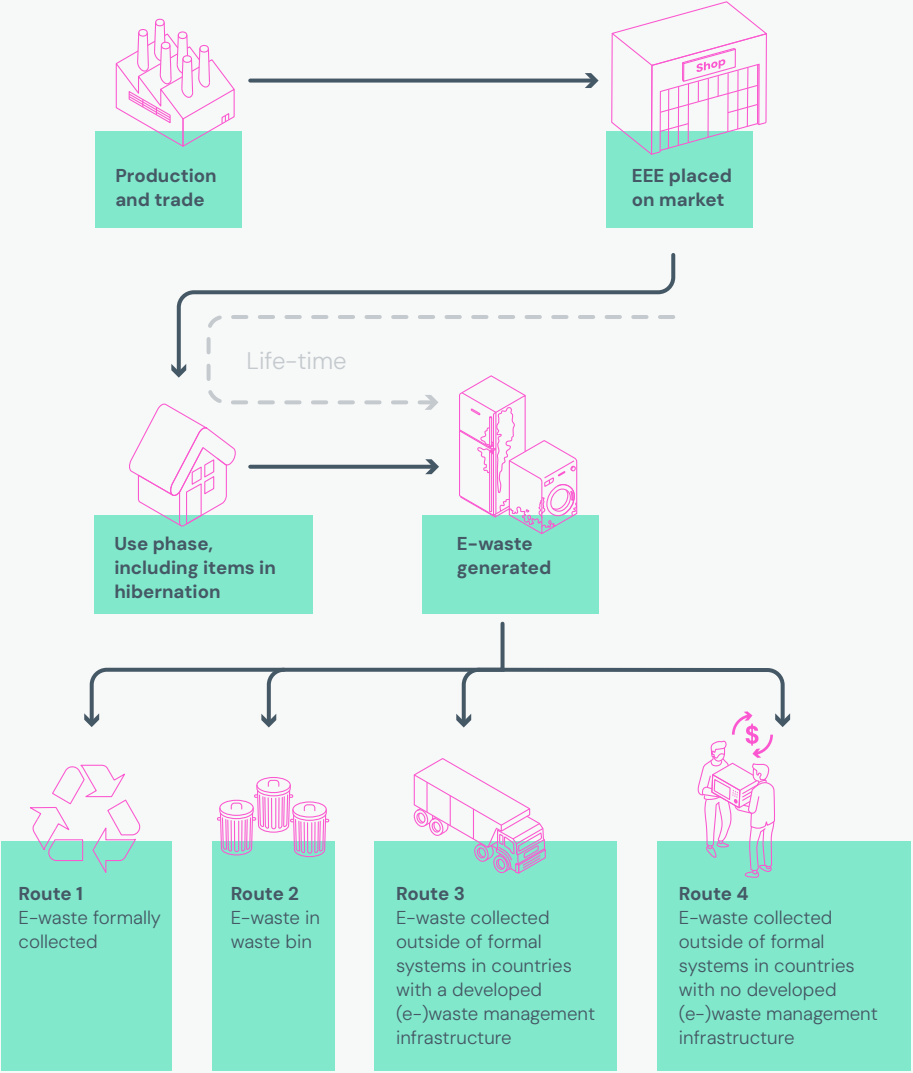 Shop
Production
and trade
EEE placed
on market
Life-time
Use phase,
including items in
hibernation
E-waste
generated
$
Route 1
E-waste formally
collected
Route 2
E-waste in
waste bin
Route 3
E-waste collected
outside of formal
systems in countries
with a developed
(e-)waste management
infrastructure
Route 4
E-waste collected
outside of formal
systems in countries
with no developed
(e-)waste management
infrastructure